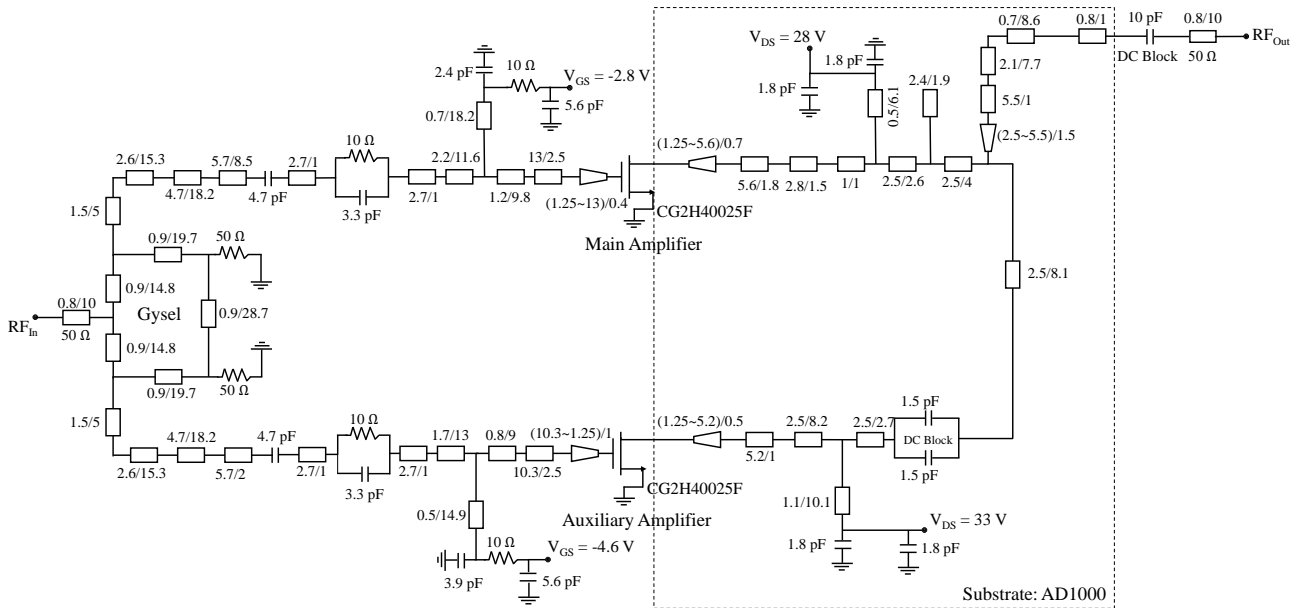 0.7/8.6
0.8/1
10 pF
0.8/10
RF_Out
DC Block
50 Ω
V_DS = 28 V
1.8 pF
1.8 pF
0.5/6.1
2.4/1.9
2.1/7.7
5.5/1
(2.5~5.5)/1.5
2.4 pF
10 Ω
V_GS = -2.8 V
5.6 pF
0.7/18.2
2.6/15.3
5.7/8.5
2.7/1
10 Ω
2.2/11.6
13/2.5
4.7/18.2
4.7 pF
3.3 pF
2.7/1
1.2/9.8
(1.25~13)/0.4
(1.25~5.6)/0.7
5.6/1.8
2.8/1.5
1/1
2.5/2.6
2.5/4
CG2H40025F
Main Amplifier
1.5/5
0.9/19.7
50 Ω
0.9/14.8
Gysel
0.9/28.7
0.8/10
RF_In
50 Ω
0.9/14.8
0.9/19.7
50 Ω
2.5/8.1
1.5/5
2.6/15.3
4.7/18.2
5.7/2
4.7 pF
2.7/1
10 Ω
3.3 pF
2.7/1
1.7/13
0.8/9
10.3/2.5
(10.3~1.25)/1
(1.25~5.2)/0.5
5.2/1
2.5/8.2
2.5/2.7
1.5 pF
DC Block
1.5 pF
CG2H40025F
Auxiliary Amplifier
0.5/14.9
10 Ω
V_GS = -4.6 V
3.9 pF
5.6 pF
1.1/10.1
V_DS = 33 V
1.8 pF
1.8 pF
Substrate: AD1000